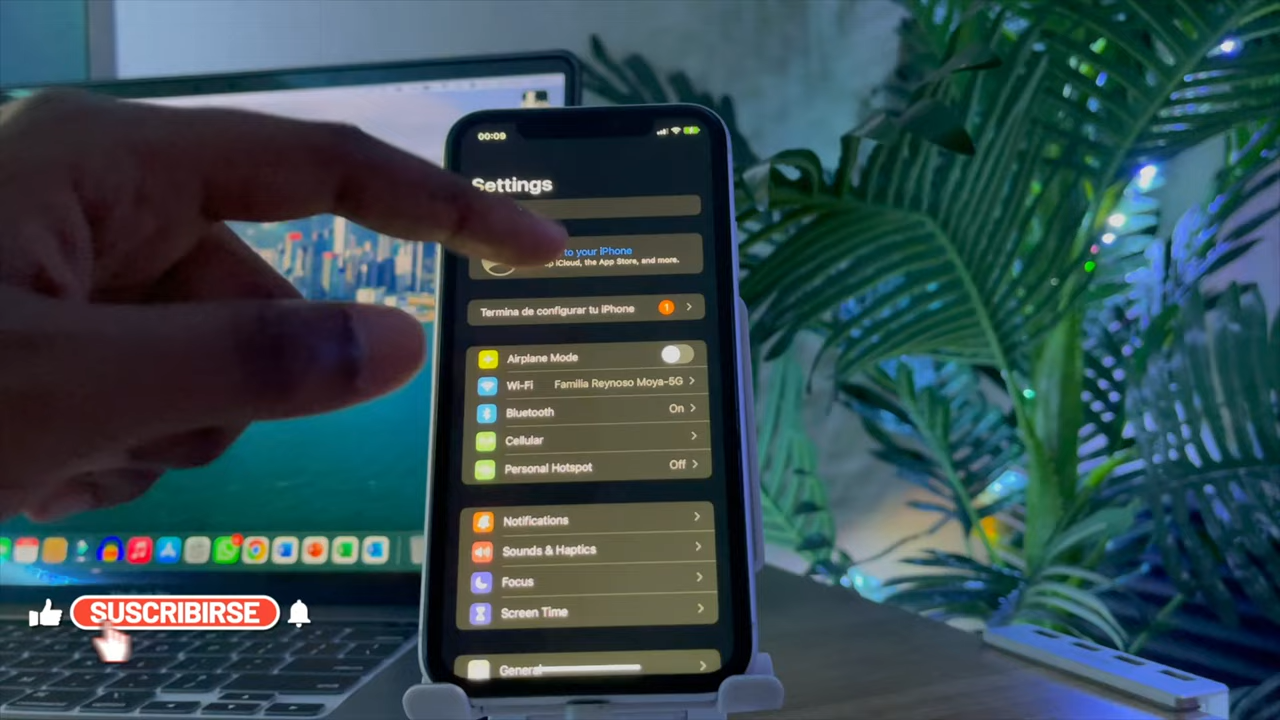 00:09
Settings
to your iPhone
iCloud, the App Store, and more.
Termina de configurar tu iPhone 1
Airplane Mode
Wi-Fi Familia Reynoso Moya-5G
Bluetooth On
Cellular
Personal Hotspot Off
Notifications
Sounds & Haptics
Focus
Screen Time
General
SUSCRIBIRSE